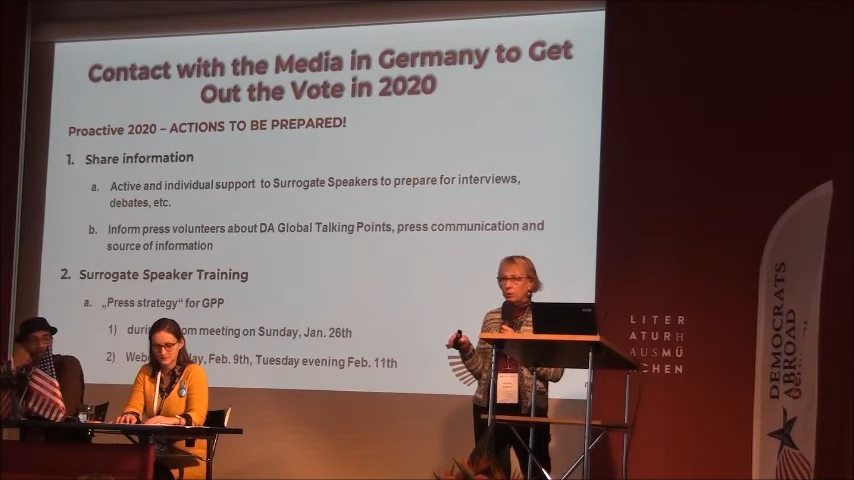 Contact with the Media in Germany to Get
Out the Vote in 2020
Proactive 2020 – ACTIONS TO BE PREPARED!
1. Share information
a. Active and individual support to Surrogate Speakers to prepare for interviews,
debates, etc.
b. Inform press volunteers about DA Global Talking Points, press communication and
source of information
2. Surrogate Speaker Training
a. „Press strategy“ for GPP
1) meeting on Sunday, Jan. 26th
2) Feb. 9th, Tuesday evening Feb. 11th
LITER
ATURH
AUSMÜ
CHEN
DEMOCRATS
ABROAD